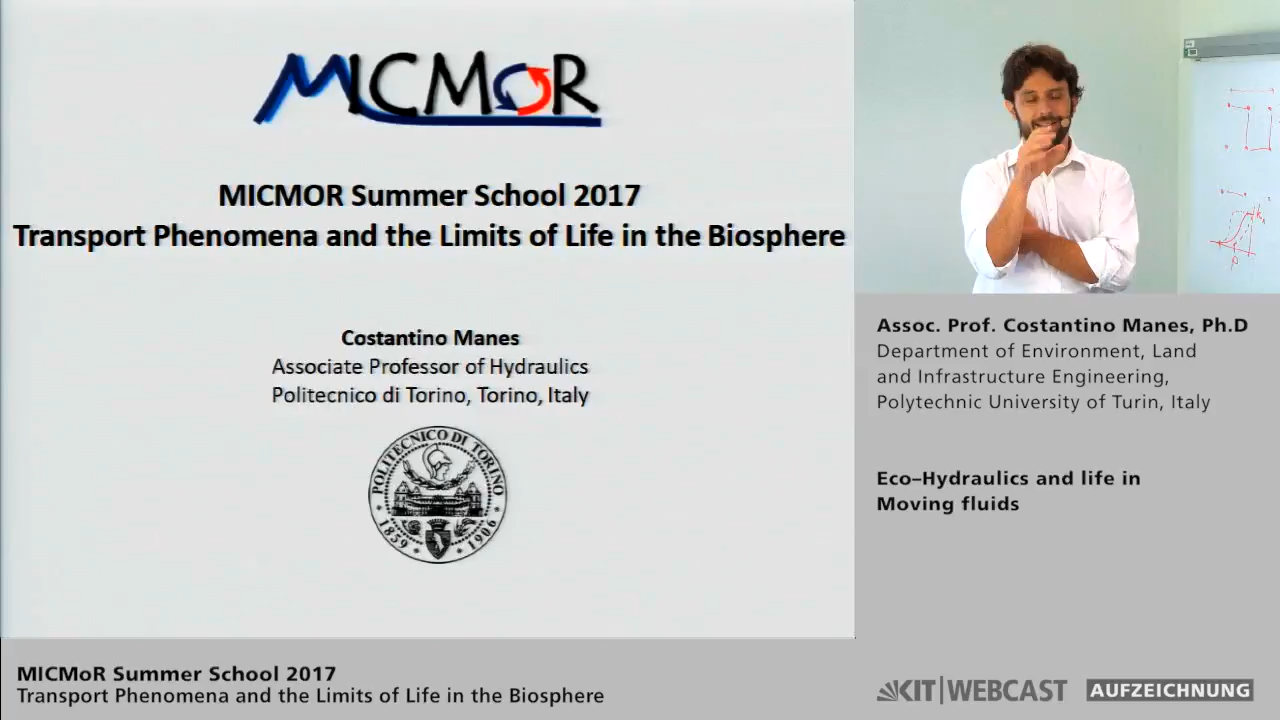 MICMoR
MICMOR Summer School 2017
Transport Phenomena and the Limits of Life in the Biosphere
Costantino Manes
Associate Professor of Hydraulics
Politecnico di Torino, Torino, Italy
POLITECNICO DI TORINO
1859 1906
Assoc. Prof. Costantino Manes, Ph.D
Department of Environment, Land
and Infrastructure Engineering,
Polytechnic University of Turin, Italy
Eco–Hydraulics and life in
Moving fluids
MICMoR Summer School 2017
Transport Phenomena and the Limits of Life in the Biosphere
KIT|WEBCAST AUFZEICHNUNG